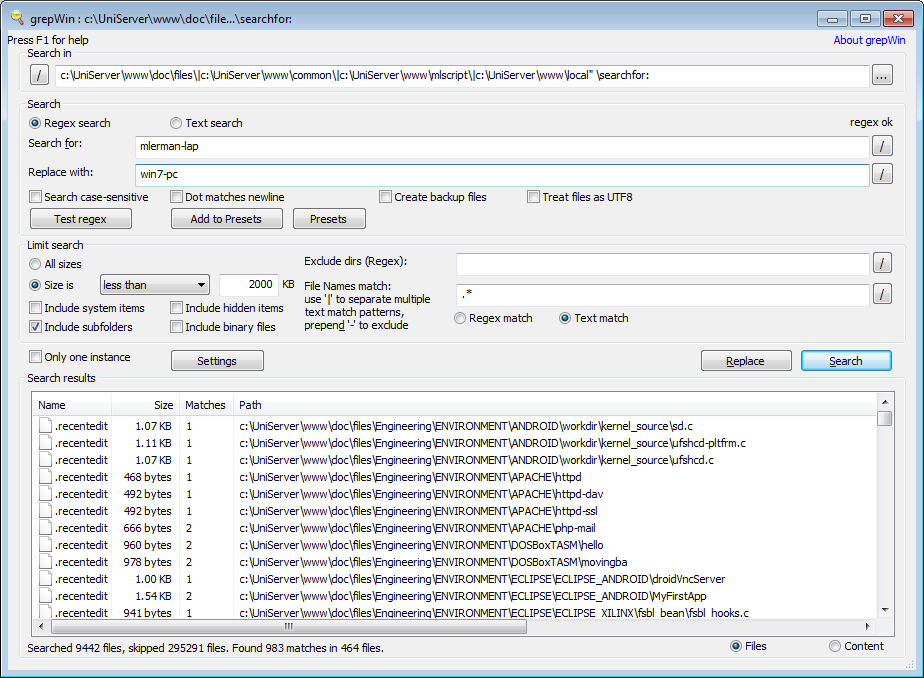 grepWin : c:\UniServer\www\doc\file...\searchfor:
Press F1 for help About grepWin
Search in
/ c:\UniServer\www\doc\files\|c:\UniServer\www\common\|c:\UniServer\www\mlscript\|c:\UniServer\www\local" \searchfor: ...
Search
Regex search Text search regex ok
Search for: mlerman-lap /
Replace with: win7-pc /
Search case-sensitive Dot matches newline Create backup files Treat files as UTF8
Test regex Add to Presets Presets
Limit search
All sizes Exclude dirs (Regex): /
Size is less than 2000 KB File Names match: .* /
use '|' to separate multiple
Include system items Include hidden items text match patterns, Regex match Text match
Include subfolders Include binary files prepend '-' to exclude
Only one instance Settings Replace Search
Search results
Name Size Matches Path
.recentedit 1.07 KB 1 c:\UniServer\www\doc\files\Engineering\ENVIRONMENT\ANDROID\workdir\kernel_source\sd.c
.recentedit 1.11 KB 1 c:\UniServer\www\doc\files\Engineering\ENVIRONMENT\ANDROID\workdir\kernel_source\ufshcd-pltfrm.c
.recentedit 1.07 KB 1 c:\UniServer\www\doc\files\Engineering\ENVIRONMENT\ANDROID\workdir\kernel_source\ufshcd.c
.recentedit 468 bytes 1 c:\UniServer\www\doc\files\Engineering\ENVIRONMENT\APACHE\httpd
.recentedit 492 bytes 1 c:\UniServer\www\doc\files\Engineering\ENVIRONMENT\APACHE\httpd-dav
.recentedit 492 bytes 1 c:\UniServer\www\doc\files\Engineering\ENVIRONMENT\APACHE\httpd-ssl
.recentedit 666 bytes 2 c:\UniServer\www\doc\files\Engineering\ENVIRONMENT\APACHE\php-mail
.recentedit 960 bytes 2 c:\UniServer\www\doc\files\Engineering\ENVIRONMENT\DOSBoxTASM\hello
.recentedit 978 bytes 2 c:\UniServer\www\doc\files\Engineering\ENVIRONMENT\DOSBoxTASM\movingba
.recentedit 1.00 KB 1 c:\UniServer\www\doc\files\Engineering\ENVIRONMENT\ECLIPSE\ECLIPSE_ANDROID\droidVncServer
.recentedit 1.54 KB 2 c:\UniServer\www\doc\files\Engineering\ENVIRONMENT\ECLIPSE\ECLIPSE_ANDROID\MyFirstApp
.recentedit 941 bytes 1 c:\UniServer\www\doc\files\Engineering\ENVIRONMENT\ECLIPSE\ECLIPSE_XILINX\fsbl_bean\fsbl_hooks.c
Searched 9442 files, skipped 295291 files. Found 983 matches in 464 files. Files Content